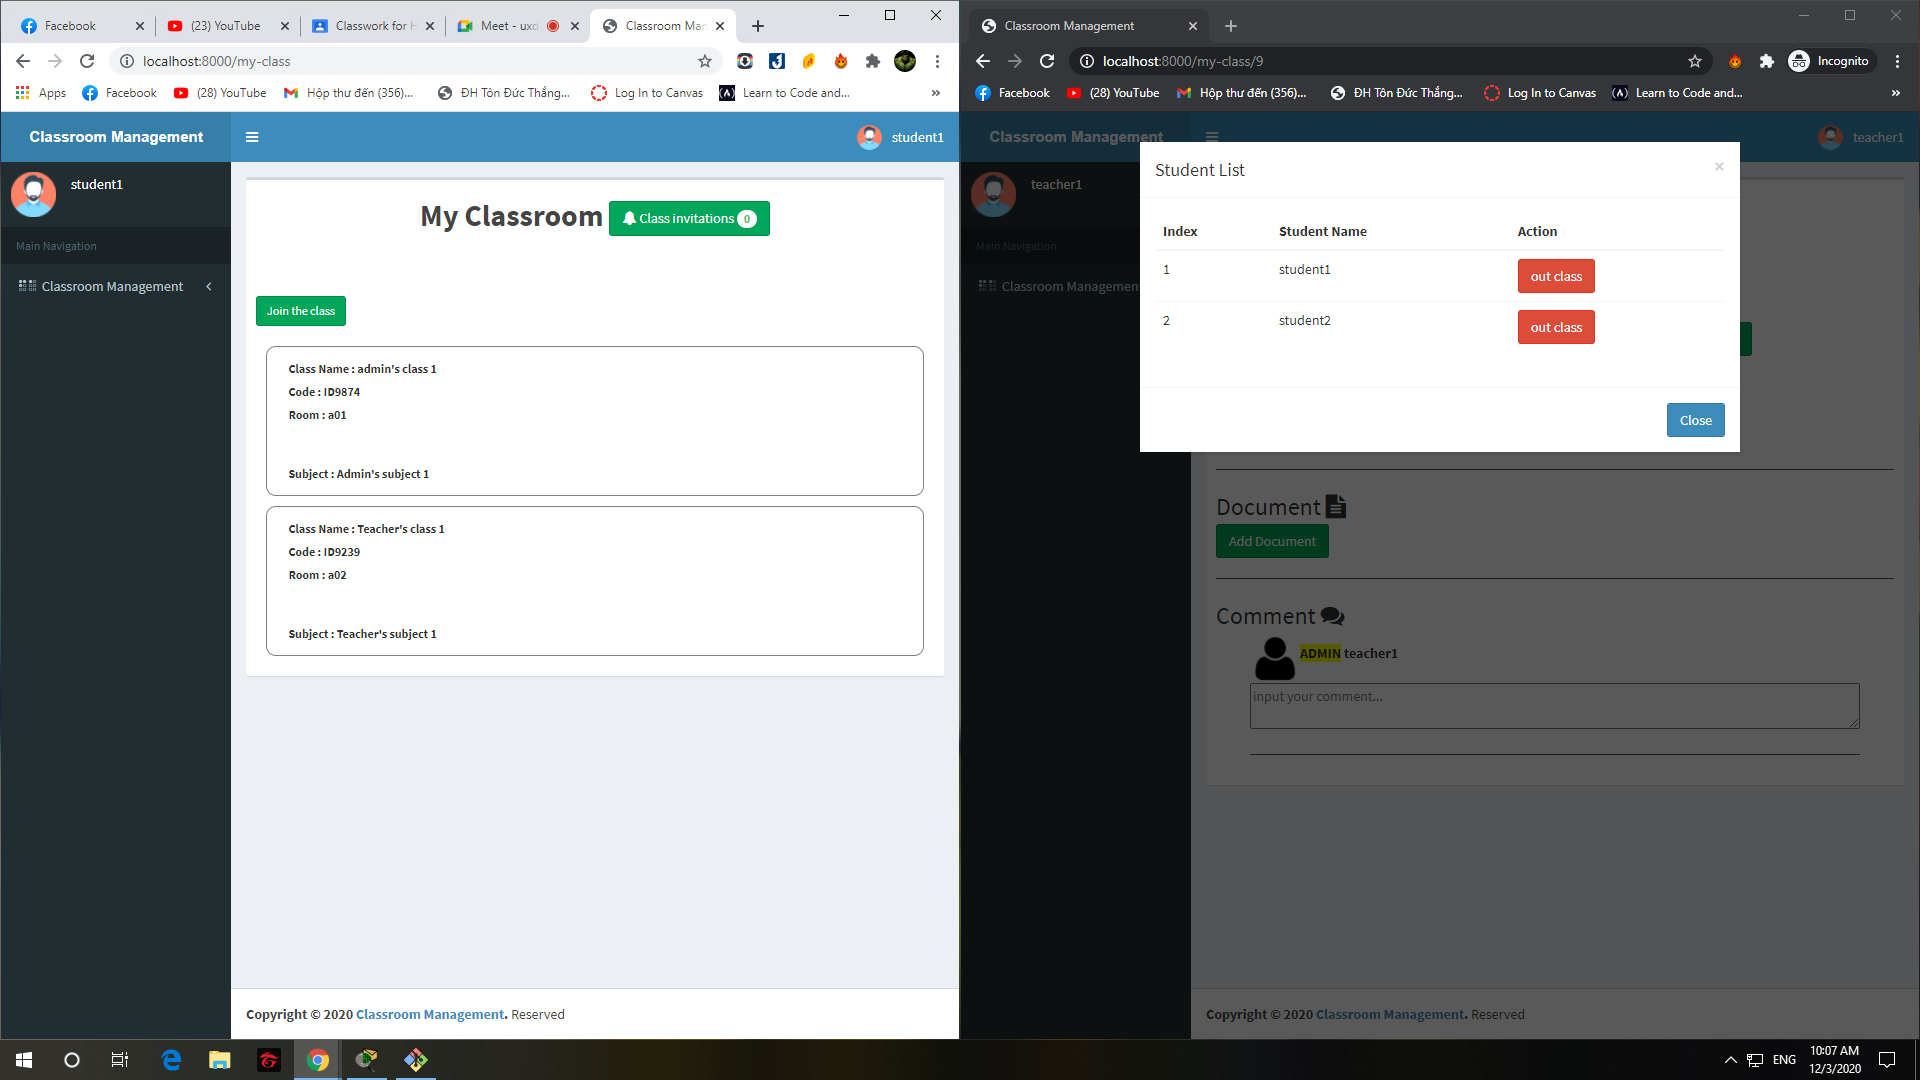 Facebook
(23) YouTube
Classwork for H
Meet - uxd
Classroom Man
localhost:8000/my-class
Apps
Facebook
(28) YouTube
Hộp thư đến (356)...
ĐH Tôn Đức Thắng...
Log In to Canvas
Learn to Code and...
»
Classroom Management
student1
student1
Main Navigation
Classroom Management
My Classroom
Class invitations 0
Join the class
Class Name : admin's class 1
Code : ID9874
Room : a01
Subject : Admin's subject 1
Class Name : Teacher's class 1
Code : ID9239
Room : a02
Subject : Teacher's subject 1
Copyright © 2020 Classroom Management. Reserved
Classroom Management
localhost:8000/my-class/9
Incognito
Facebook
(28) YouTube
Hộp thư đến (356)...
ĐH Tôn Đức Thắng...
Log In to Canvas
Learn to Code and...
»
Classroom Management
teacher1
teacher1
Main Navigation
Classroom Managemen
Student List
×
Index Student Name Action
1 student1 out class
2 student2 out class
Close
Document
Add Document
Comment
ADMIN teacher1
input your comment...
Copyright © 2020 Classroom Management. Reserved
ENG
10:07 AM
12/3/2020